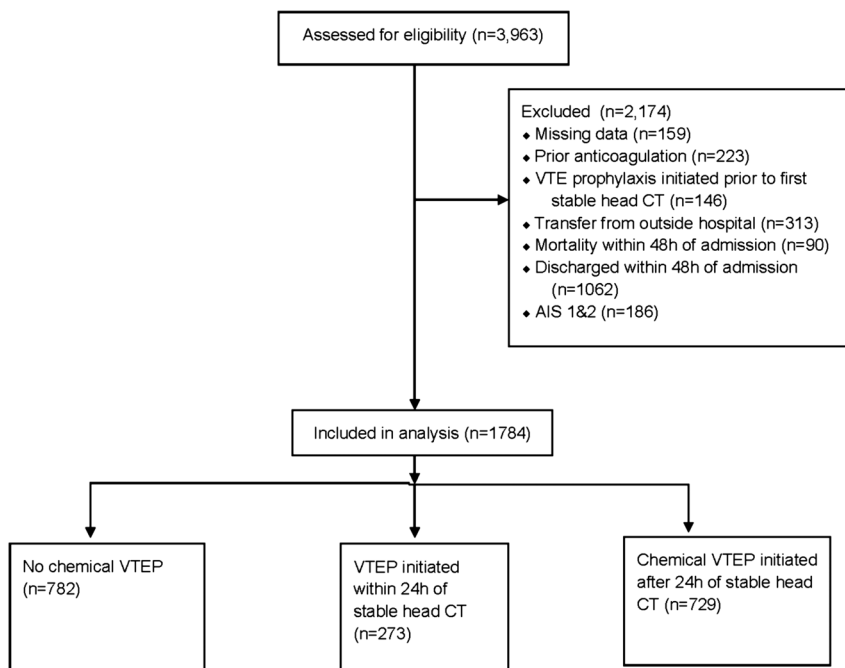 Assessed for eligibility (n=3,963)
Excluded (n=2,174)
◆ Missing data (n=159)
◆ Prior anticoagulation (n=223)
◆ VTE prophylaxis initiated prior to first
stable head CT (n=146)
◆ Transfer from outside hospital (n=313)
◆ Mortality within 48h of admission (n=90)
◆ Discharged within 48h of admission
(n=1062)
◆ AIS 1&2 (n=186)
Included in analysis (n=1784)
No chemical VTEP
(n=782)
VTEP initiated
within 24h of
stable head CT
(n=273)
Chemical VTEP initiated
after 24h of stable head
CT (n=729)